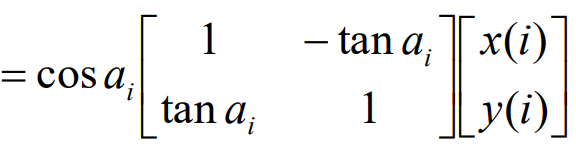 = cos a_i [ 1 − tan a_i ; tan a_i 1 ] [ x(i) ; y(i) ]